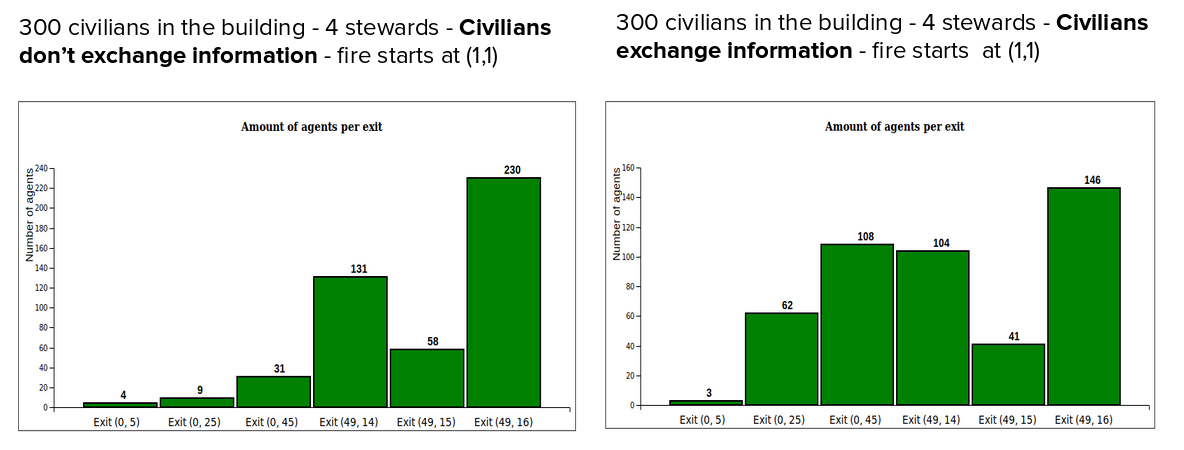 300 civilians in the building - 4 stewards - Civilians
don’t exchange information - fire starts at (1,1)
Amount of agents per exit
Number of agents
240
220
200
180
160
140
120
100
80
60
40
20
0
4
9
31
131
58
230
Exit (0, 5)
Exit (0, 25)
Exit (0, 45)
Exit (49, 14)
Exit (49, 15)
Exit (49, 16)
300 civilians in the building - 4 stewards - Civilians
exchange information - fire starts  at (1,1)
Amount of agents per exit
Number of agents
160
140
120
100
80
60
40
20
0
3
62
108
104
41
146
Exit (0, 5)
Exit (0, 25)
Exit (0, 45)
Exit (49, 14)
Exit (49, 15)
Exit (49, 16)